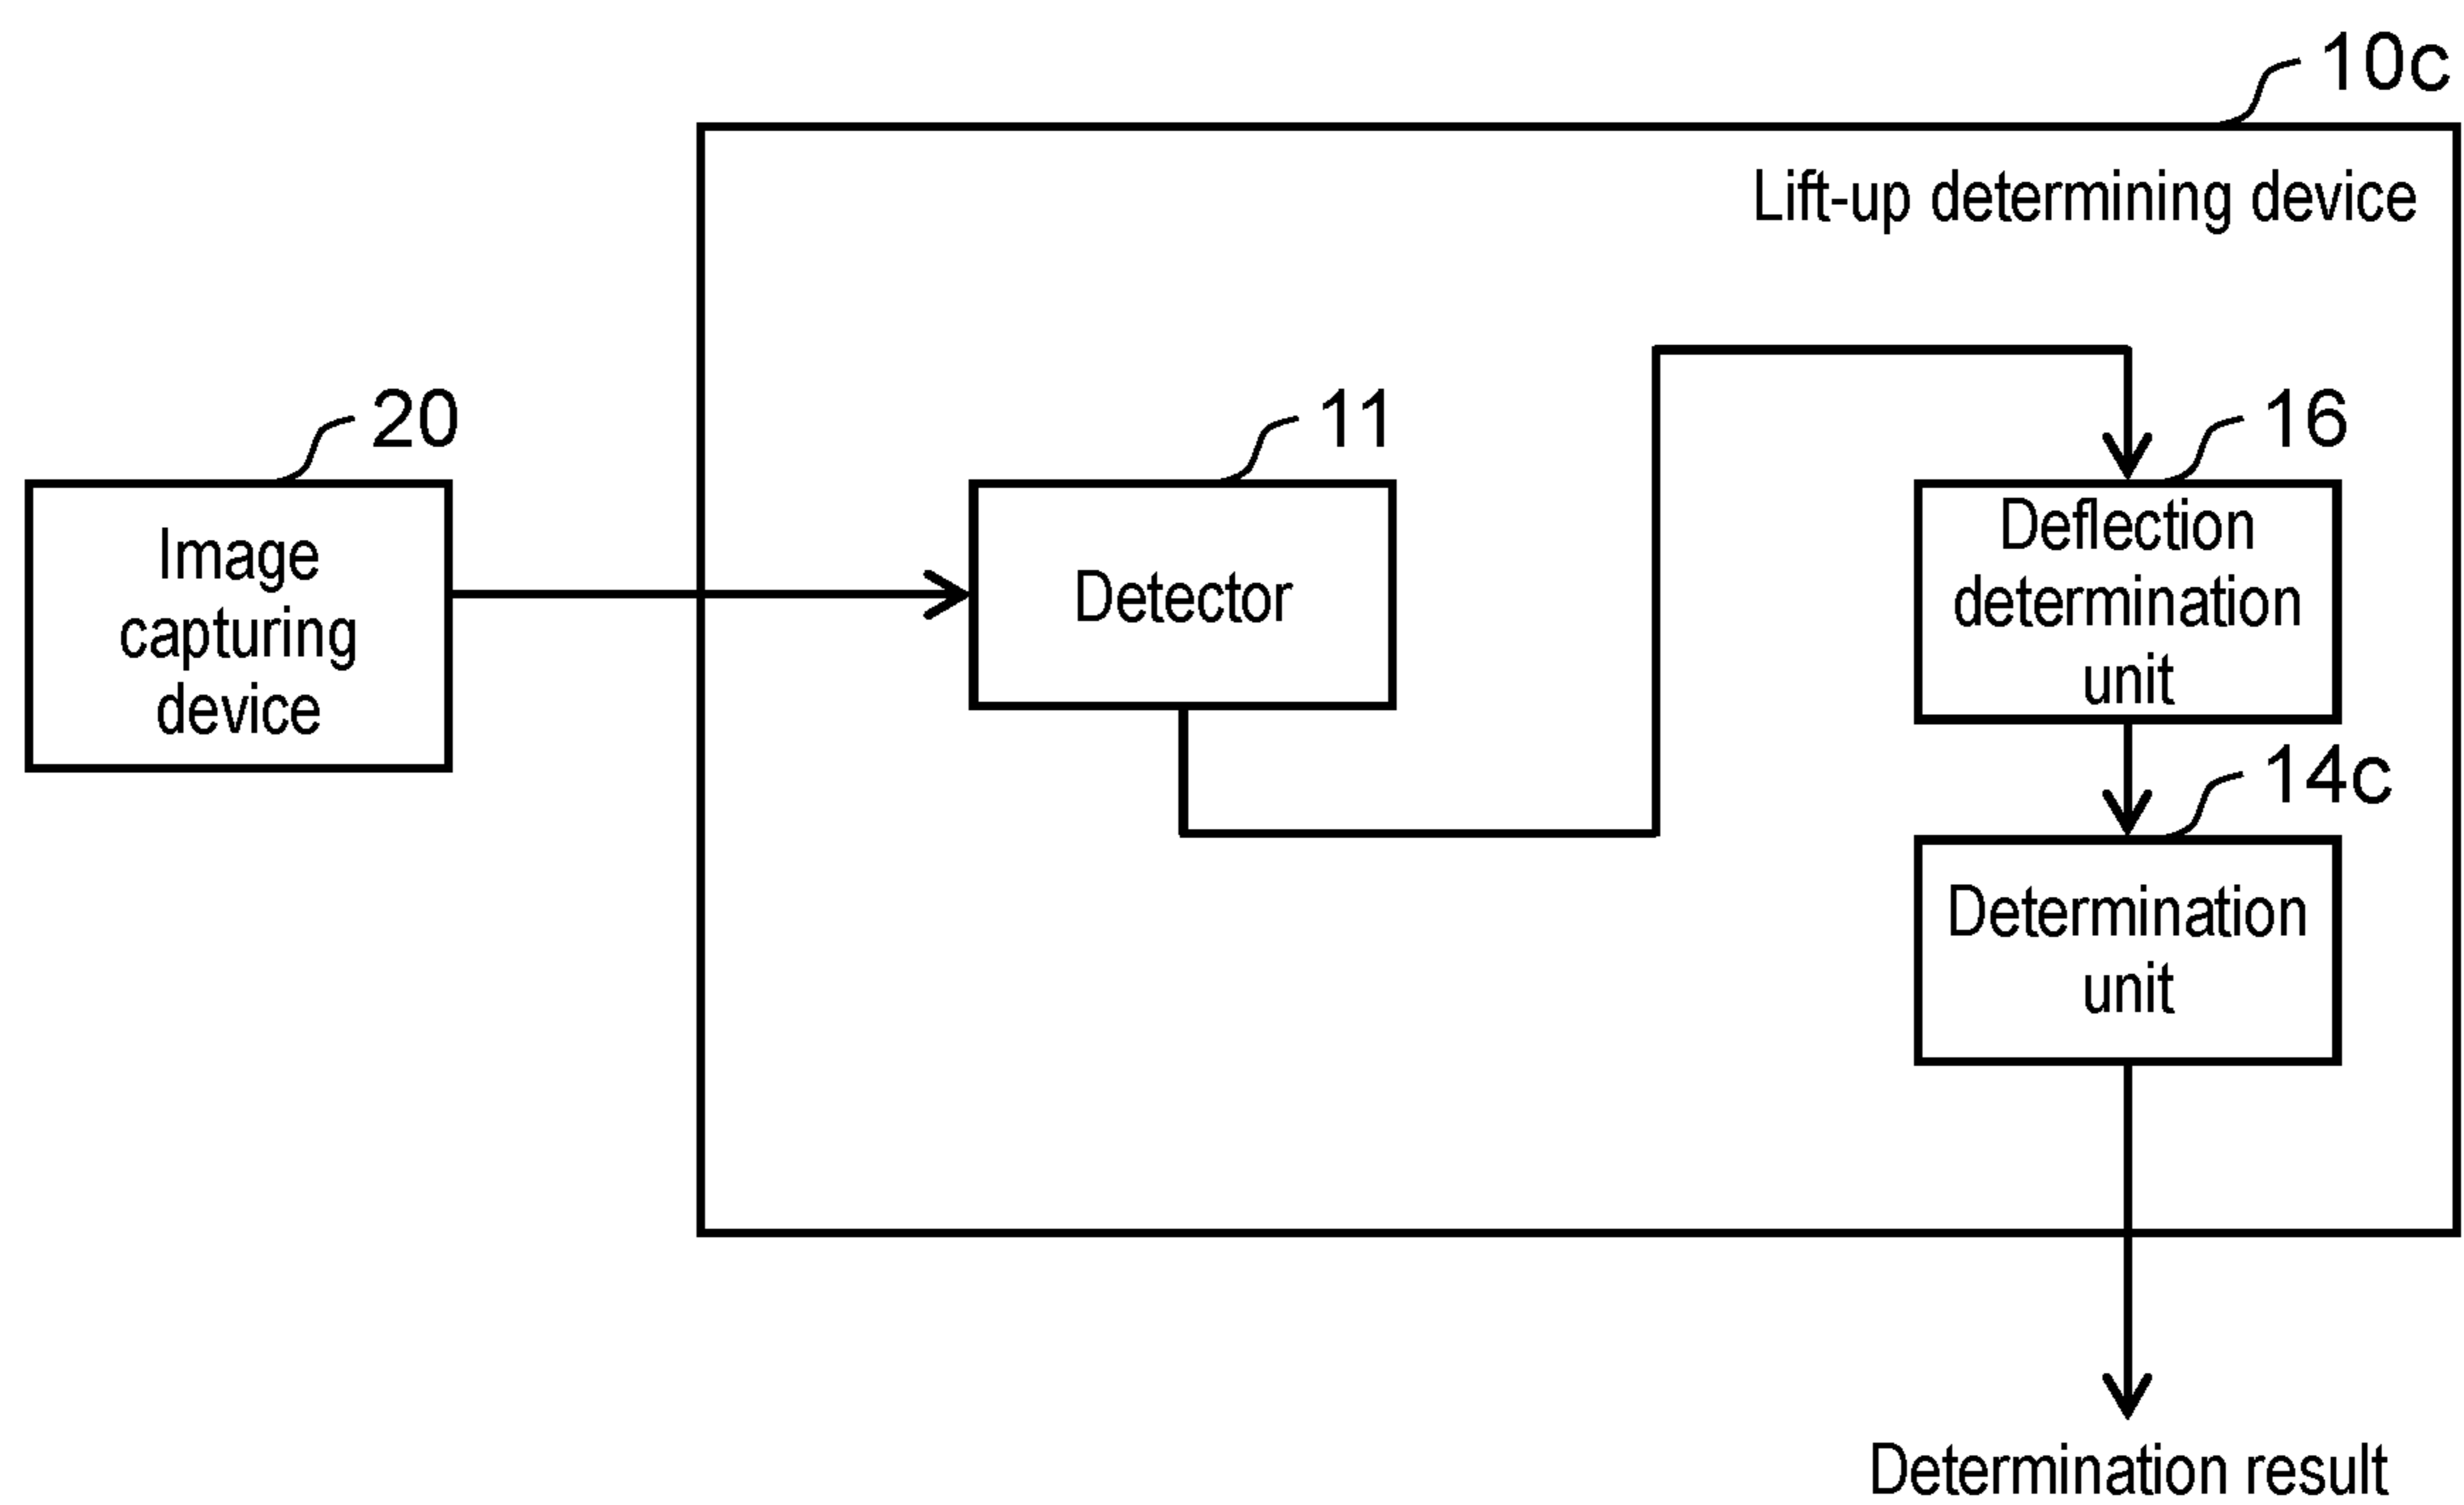 10c
Lift-up determining device
20
11
16
Image
capturing
device
Detector
Deflection
determination
unit
14c
Determination
unit
Determination result